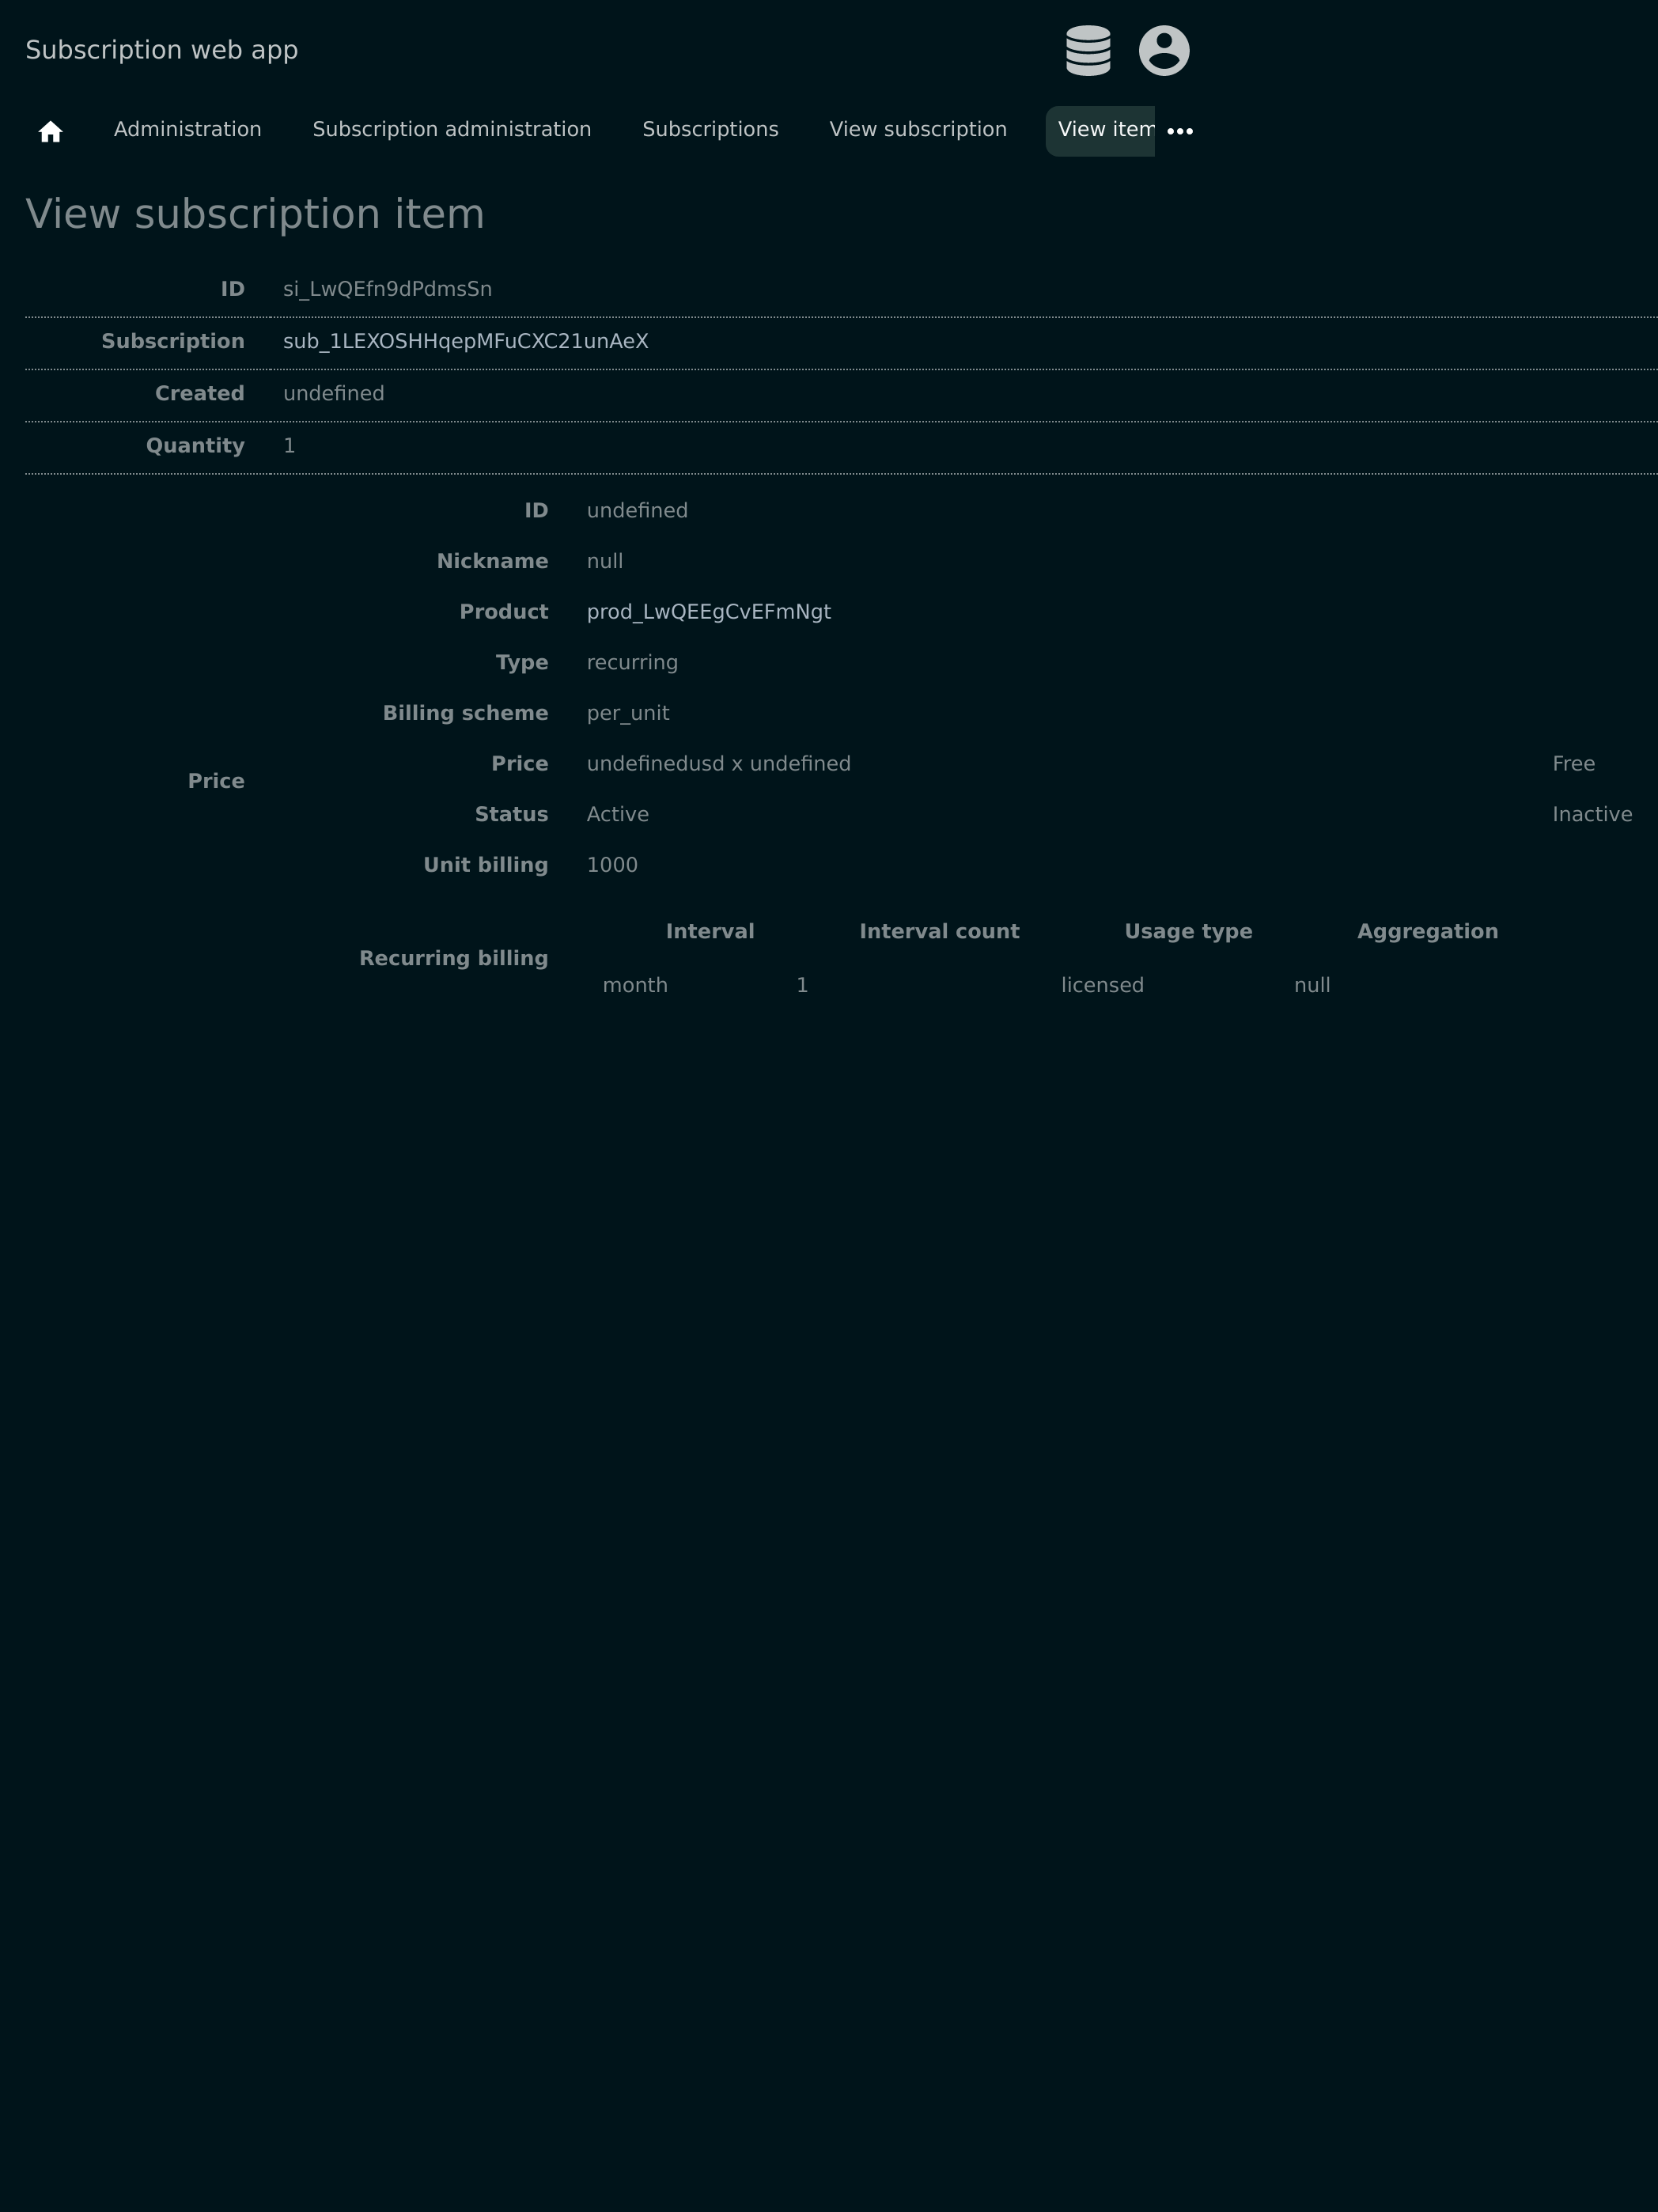 Subscription web app
Administration Subscription administration Subscriptions View subscription View item
View subscription item
ID si_LwQEfn9dPdmsSn
Subscription sub_1LEXOSHHqepMFuCXC21unAeX
Created undefined
Quantity 1
ID undefined
Nickname null
Product prod_LwQEEgCvEFmNgt
Type recurring
Billing scheme per_unit
Price undefinedusd x undefined Free
Price
Status Active Inactive
Unit billing 1000
Interval Interval count Usage type Aggregation
Recurring billing
month 1 licensed null